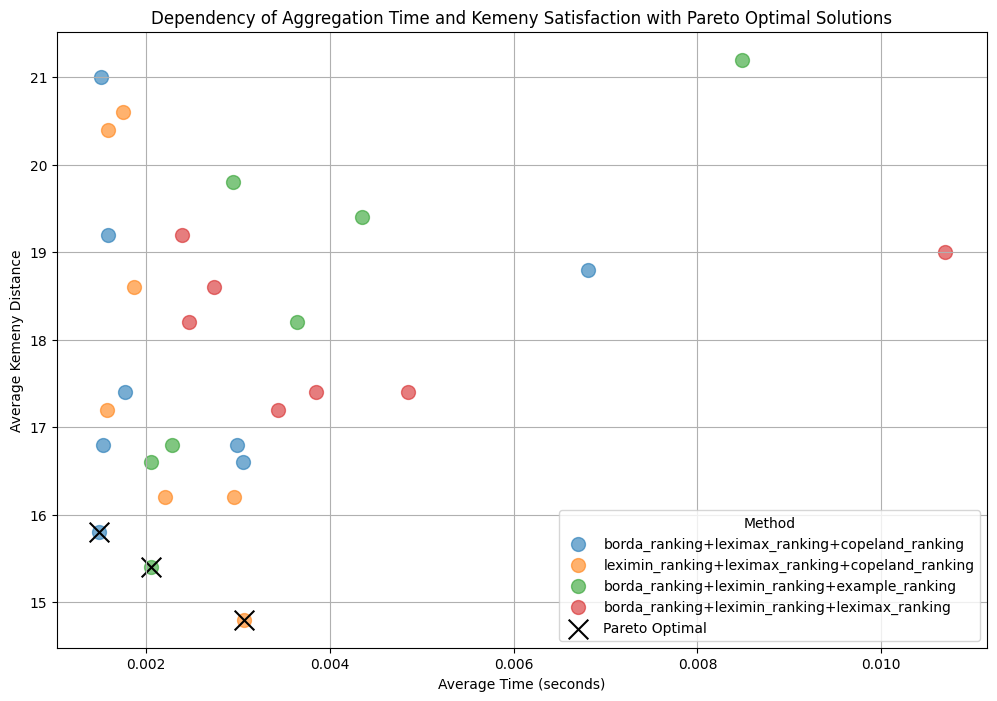 Dependency of Aggregation Time and Kemeny Satisfaction with Pareto Optimal Solutions
Average Kemeny Distance
21
20
19
18
17
16
15
0.002
0.004
0.006
0.008
0.010
Average Time (seconds)
Method
borda_ranking+leximax_ranking+copeland_ranking
leximin_ranking+leximax_ranking+copeland_ranking
borda_ranking+leximin_ranking+example_ranking
borda_ranking+leximin_ranking+leximax_ranking
Pareto Optimal